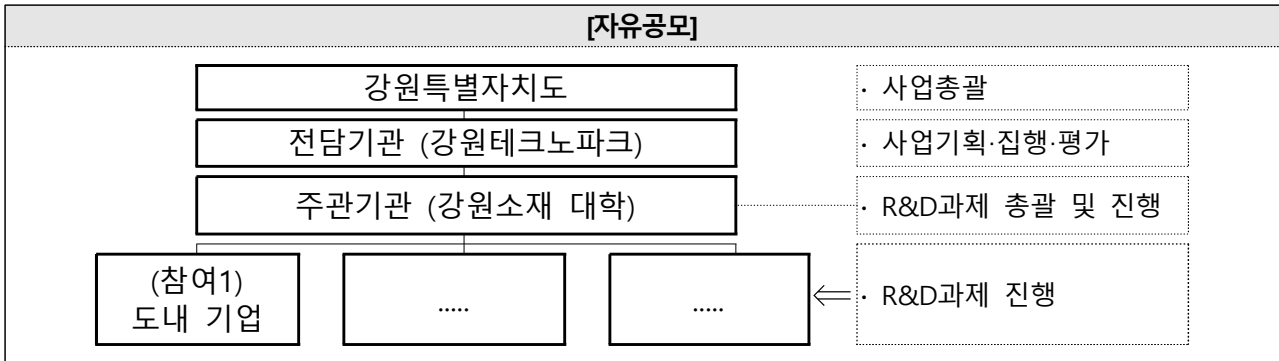 [자유공모]
강원특별자치도
· 사업총괄
전담기관 (강원테크노파크)
· 사업기획·집행·평가
주관기관 (강원소재 대학)
· R&D과제 총괄 및 진행
(참여1)
도내 기업
.....
.....
· R&D과제 진행